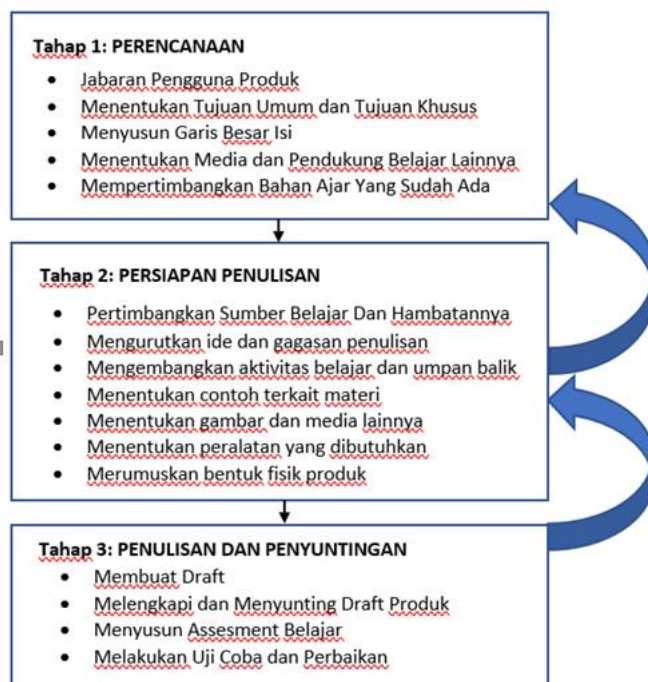 Tahap 1: PERENCANAAN
• Jabaran Pengguna Produk
• Menentukan Tujuan Umum dan Tujuan Khusus
• Menyusun Garis Besar Isi
• Menentukan Media dan Pendukung Belajar Lainnya
• Mempertimbangkan Bahan Ajar Yang Sudah Ada
Tahap 2: PERSIAPAN PENULISAN
• Pertimbangkan Sumber Belajar Dan Hambatannya
• Mengurutkan ide dan gagasan penulisan
• Mengembangkan aktivitas belajar dan umpan balik
• Menentukan contoh terkait materi
• Menentukan gambar dan media lainnya
• Menentukan peralatan yang dibutuhkan
• Merumuskan bentuk fisik produk
Tahap 3: PENULISAN DAN PENYUNTINGAN
• Membuat Draft
• Melengkapi dan Menyunting Draft Produk
• Menyusun Assesment Belajar
• Melakukan Uji Coba dan Perbaikan